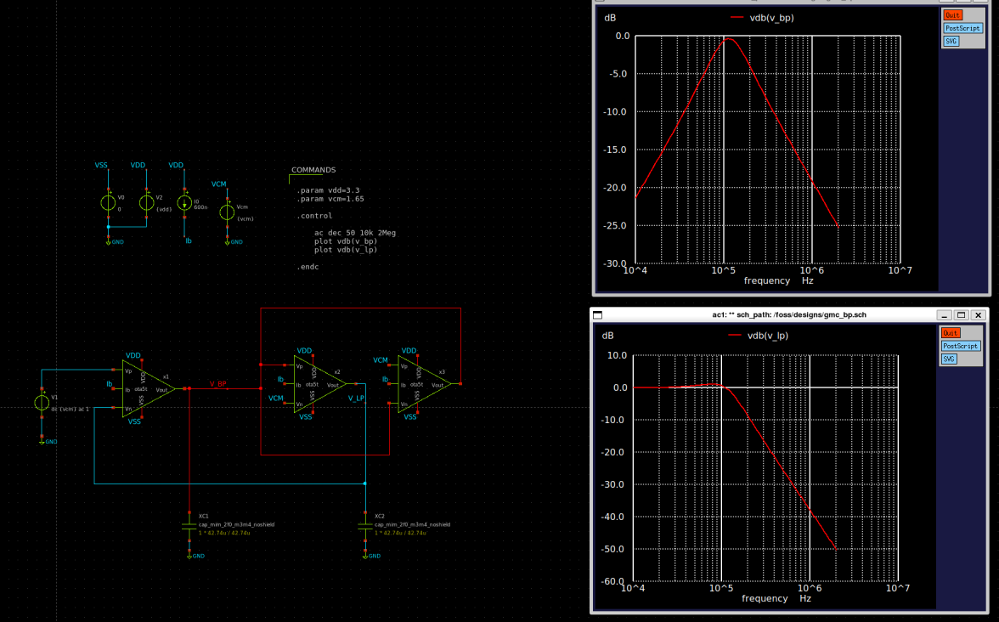 dB
vdb(v_bp)
Quit
PostScript
SVG
0.0
-5.0
-10.0
-15.0
-20.0
-25.0
-30.0
10^4
10^5
10^6
10^7
frequency Hz
VSS
VDD
VDD
VCM
V0
0
V2
{vdd}
I0
600n
Vcm
{vcm}
GND
Ib
GND
COMMANDS
.param vdd=3.3
.param vcm=1.65
.control
ac dec 50 10k 2Meg
plot vdb(v_bp)
plot vdb(v_lp)
.endc
VDD
Vp
VDD
x1
Ib
Ib
ota5t
Vout
VSS
Vn
VSS
V_BP
V1
dc {vcm} ac 1
GND
VDD
Vp
VDD
x2
Ib
Ib
ota5t
Vout
VCM
VSS
Vn
VSS
V_LP
VDD
VCM
Vp
VDD
x3
Ib
Ib
ota5t
Vout
VSS
Vn
VSS
XC1
cap_mim_2f0_m3m4_noshield
1 * 42.74u / 42.74u
GND
XC2
cap_mim_2f0_m3m4_noshield
1 * 42.74u / 42.74u
GND
ac1: ** sch_path: /foss/designs/gmc_bp.sch
dB
vdb(v_lp)
Quit
PostScript
SVG
10.0
0.0
-10.0
-20.0
-30.0
-40.0
-50.0
-60.0
10^4
10^5
10^6
10^7
frequency Hz